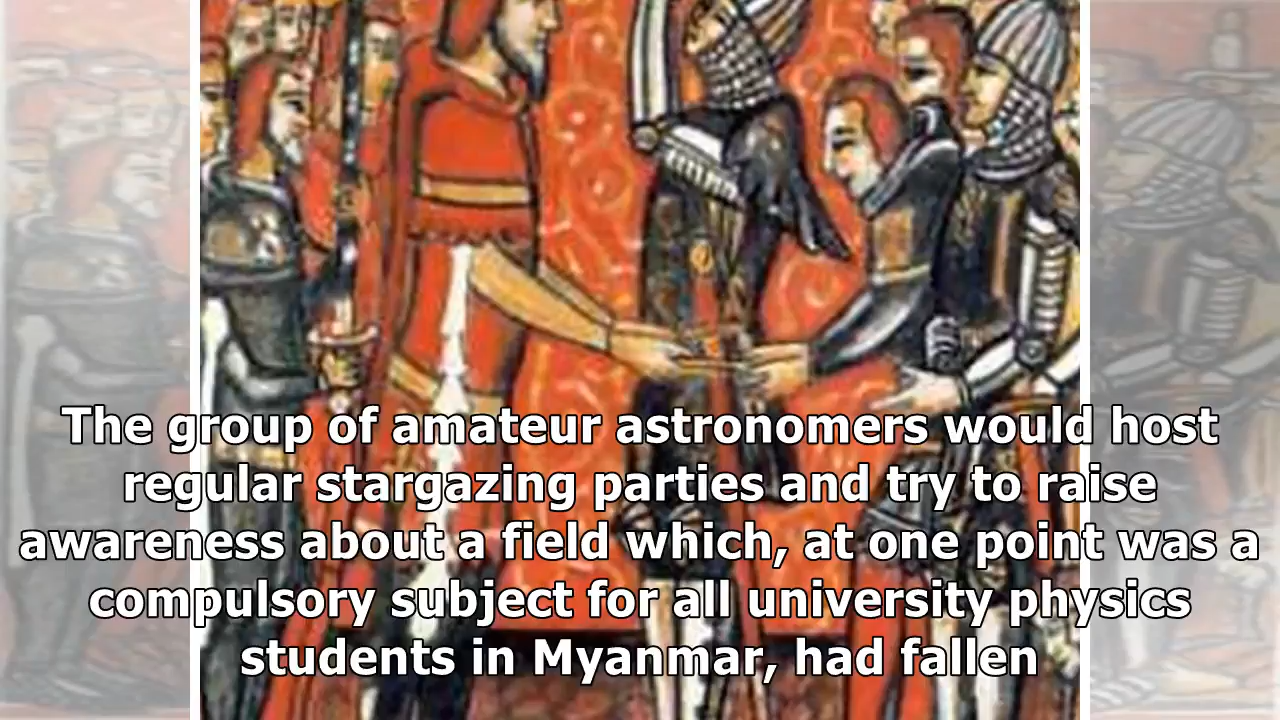 The group of amateur astronomers would host
regular stargazing parties and try to raise
awareness about a field which, at one point was a
compulsory subject for all university physics
students in Myanmar, had fallen